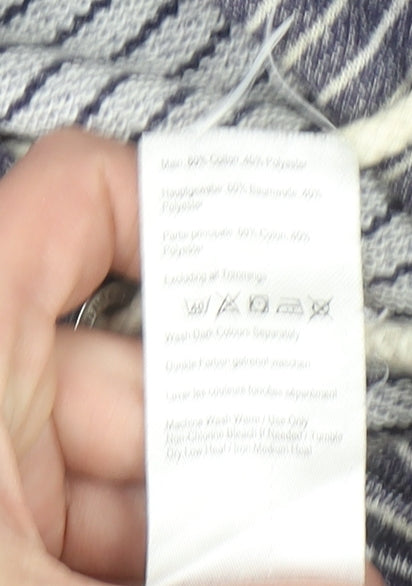 Main: 60% Cotton, 40% Polyester
Hauptgewebe: 60% Baumwolle, 40%
Polyester
Partie principale: 60% Coton, 40%
Polyester
Excluding all Trimmings
Wash Dark Colours Separately
Dunkle Farben getrennt waschen
Laver les couleurs foncées séparément
Machine Wash Warm / Use Only
Non-Chlorine Bleach If Needed / Tumble
Dry Low Heat / Iron Medium Heat